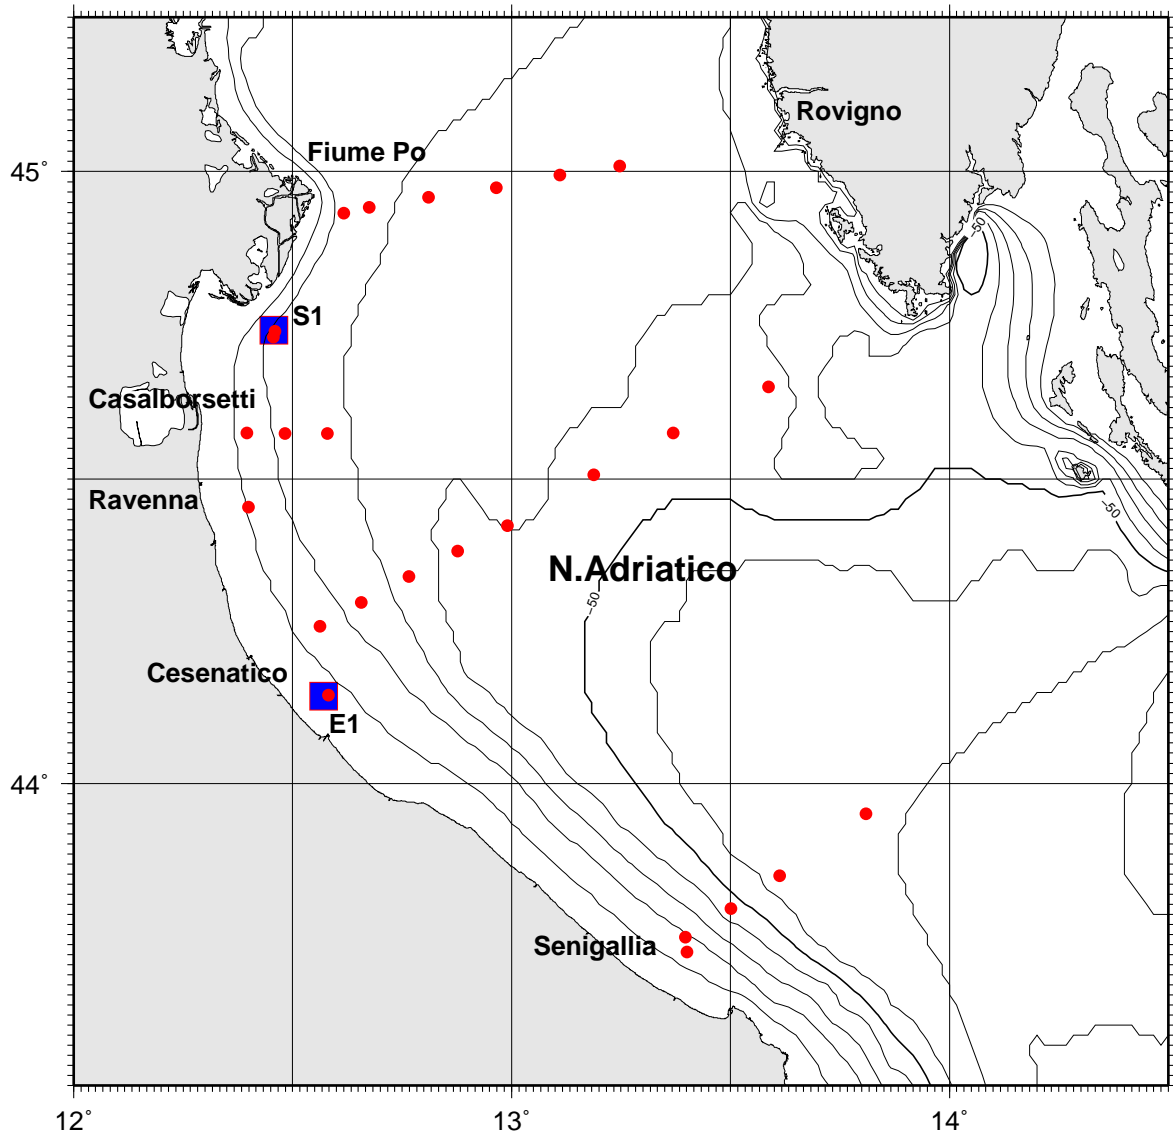 Rovigno
Fiume Po
45°
-50
S1
Casalborsetti
Ravenna
-50
N.Adriatico
-50
Cesenatico
E1
44°
Senigallia
12°
13°
14°